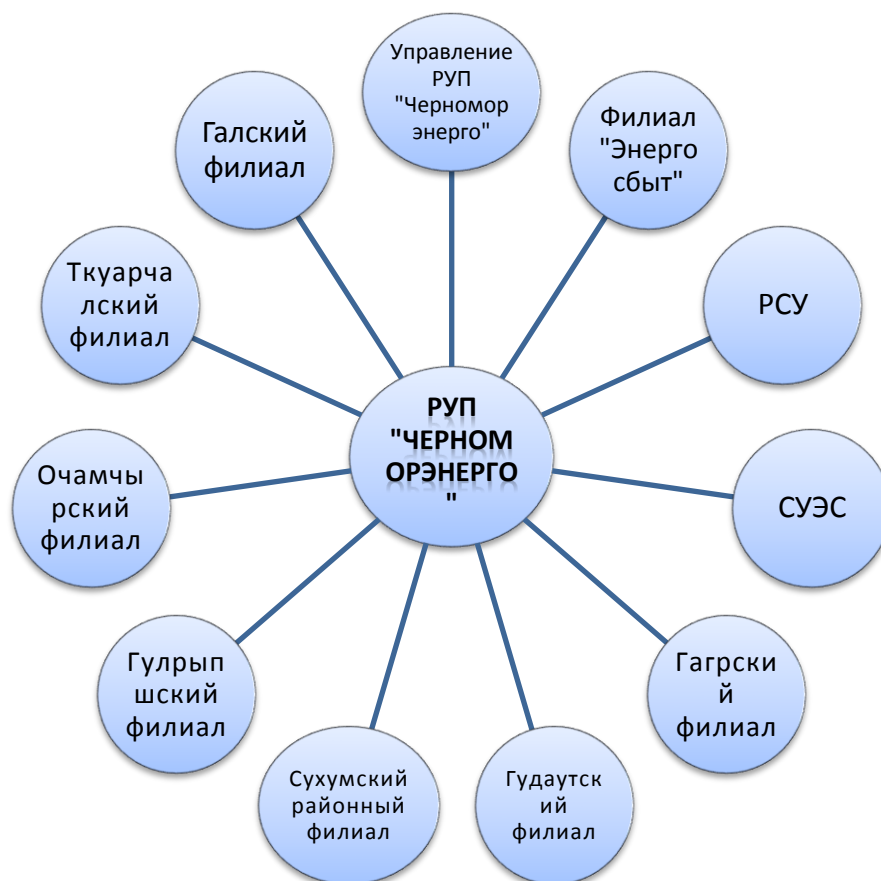 Управление
РУП
"Черномор
энерго"
Филиал
"Энерго
сбыт"
РСУ
СУЭС
Гагрски
й
филиал
Гудаутск
ий
филиал
Сухумский
районный
филиал
Гулрып
шский
филиал
Очамчы
рский
филиал
Ткуарча
лский
филиал
Галский
филиал
РУП
"ЧЕРНОМ
ОРЭНЕРГО
"